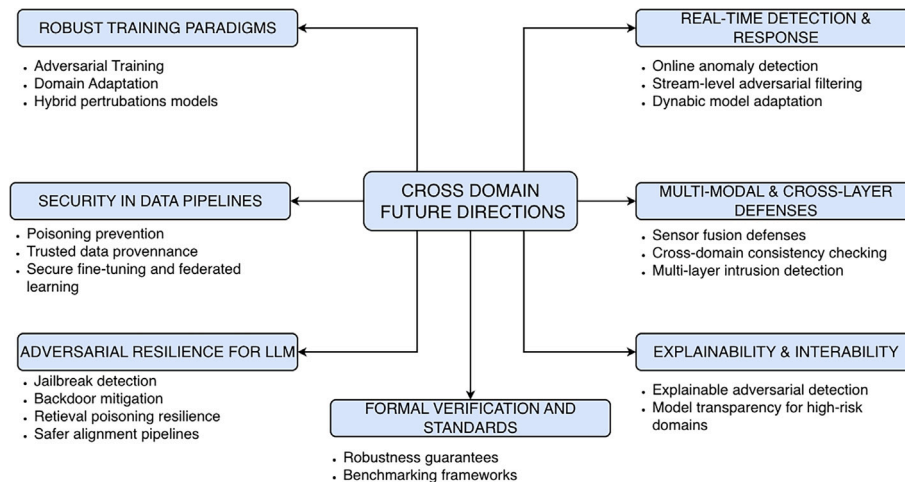 ROBUST TRAINING PARADIGMS
• Adversarial Training
• Domain Adaptation
• Hybrid pertrubations models
REAL-TIME DETECTION &
RESPONSE
• Online anomaly detection
• Stream-level adversarial filtering
• Dynabic model adaptation
CROSS DOMAIN
FUTURE DIRECTIONS
SECURITY IN DATA PIPELINES
• Poisoning prevention
• Trusted data provennance
• Secure fine-tuning and federated
learning
MULTI-MODAL & CROSS-LAYER
DEFENSES
• Sensor fusion defenses
• Cross-domain consistency checking
• Multi-layer intrusion detection
ADVERSARIAL RESILIENCE FOR LLM
• Jailbreak detection
• Backdoor mitigation
• Retieval poisoning resilience
• Safer alignment pipelines
FORMAL VERIFICATION AND
STANDARDS
• Robustness guarantees
• Benchmarking frameworks
EXPLAINABILITY & INTERABILITY
• Explainable adversarial detection
• Model transparency for high-risk
domains